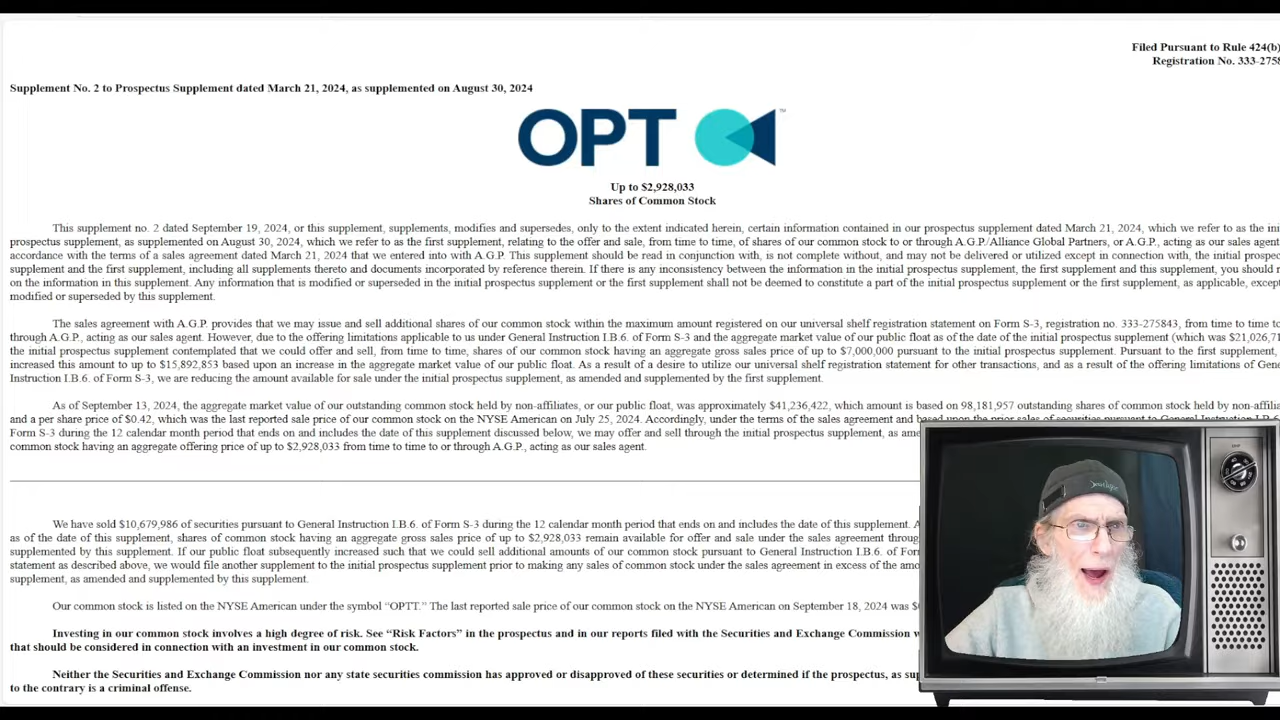 Filed Pursuant to Rule 424(b)
Registration No. 333-2758
Supplement No. 2 to Prospectus Supplement dated March 21, 2024, as supplemented on August 30, 2024
OPT
TM
Up to $2,928,033
Shares of Common Stock
This supplement no. 2 dated September 19, 2024, or this supplement, supplements, modifies and supersedes, only to the extent indicated herein, certain information contained in our prospectus supplement dated March 21, 2024, which we refer to as the ini
prospectus supplement, as supplemented on August 30, 2024, which we refer to as the first supplement, relating to the offer and sale, from time to time, of shares of our common stock to or through A.G.P./Alliance Global Partners, or A.G.P., acting as our sales agent
accordance with the terms of a sales agreement dated March 21, 2024 that we entered into with A.G.P. This supplement should be read in conjunction with, is not complete without, and may not be delivered or utilized except in connection with, the initial prospec
supplement and the first supplement, including all supplements thereto and documents incorporated by reference therein. If there is any inconsistency between the information in the initial prospectus supplement, the first supplement and this supplement, you should r
on the information in this supplement. Any information that is modified or superseded in the initial prospectus supplement or the first supplement shall not be deemed to constitute a part of the initial prospectus supplement or the first supplement, as applicable, except
modified or superseded by this supplement.
The sales agreement with A.G.P. provides that we may issue and sell additional shares of our common stock within the maximum amount registered on our universal shelf registration statement on Form S-3, registration no. 333-275843, from time to time to
through A.G.P., acting as our sales agent. However, due to the offering limitations applicable to us under General Instruction I.B.6. of Form S-3 and the aggregate market value of our public float as of the date of the initial prospectus supplement (which was $21,026,71
the initial prospectus supplement contemplated that we could offer and sell, from time to time, shares of our common stock having an aggregate gross sales price of up to $7,000,000 pursuant to the initial prospectus supplement. Pursuant to the first supplement,
increased this amount to up to $15,892,853 based upon an increase in the aggregate market value of our public float. As a result of a desire to utilize our universal shelf registration statement for other transactions, and as a result of the offering limitations of Gene
Instruction I.B.6. of Form S-3, we are reducing the amount available for sale under the initial prospectus supplement, as amended and supplemented by the first supplement.
As of September 13, 2024, the aggregate market value of our outstanding common stock held by non-affiliates, or our public float, was approximately $41,236,422, which amount is based on 98,181,957 outstanding shares of common stock held by non-affilia
and a per share price of $0.42, which was the last reported sale price of our common stock on the NYSE American on July 25, 2024. Accordingly, under the terms of the sales agreement and based upon the prior sales of securities pursuant to General Instruction I.B.6
Form S-3 during the 12 calendar month period that ends on and includes the date of this supplement discussed below, we may offer and sell through the initial prospectus supplement, as ame
common stock having an aggregate offering price of up to $2,928,033 from time to time to or through A.G.P., acting as our sales agent.
We have sold $10,679,986 of securities pursuant to General Instruction I.B.6. of Form S-3 during the 12 calendar month period that ends on and includes the date of this supplement. A
as of the date of this supplement, shares of common stock having an aggregate gross sales price of up to $2,928,033 remain available for offer and sale under the sales agreement throug
supplemented by this supplement. If our public float subsequently increased such that we could sell additional amounts of our common stock pursuant to General Instruction I.B.6. of Forn
statement as described above, we would file another supplement to the initial prospectus supplement prior to making any sales of common stock under the sales agreement in excess of the amo
supplement, as amended and supplemented by this supplement.
Our common stock is listed on the NYSE American under the symbol “OPTT.” The last reported sale price of our common stock on the NYSE American on September 18, 2024 was $
Investing in our common stock involves a high degree of risk. See “Risk Factors” in the prospectus and in our reports filed with the Securities and Exchange Commission w
that should be considered in connection with an investment in our common stock.
Neither the Securities and Exchange Commission nor any state securities commission has approved or disapproved of these securities or determined if the prospectus, as sup
to the contrary is a criminal offense.